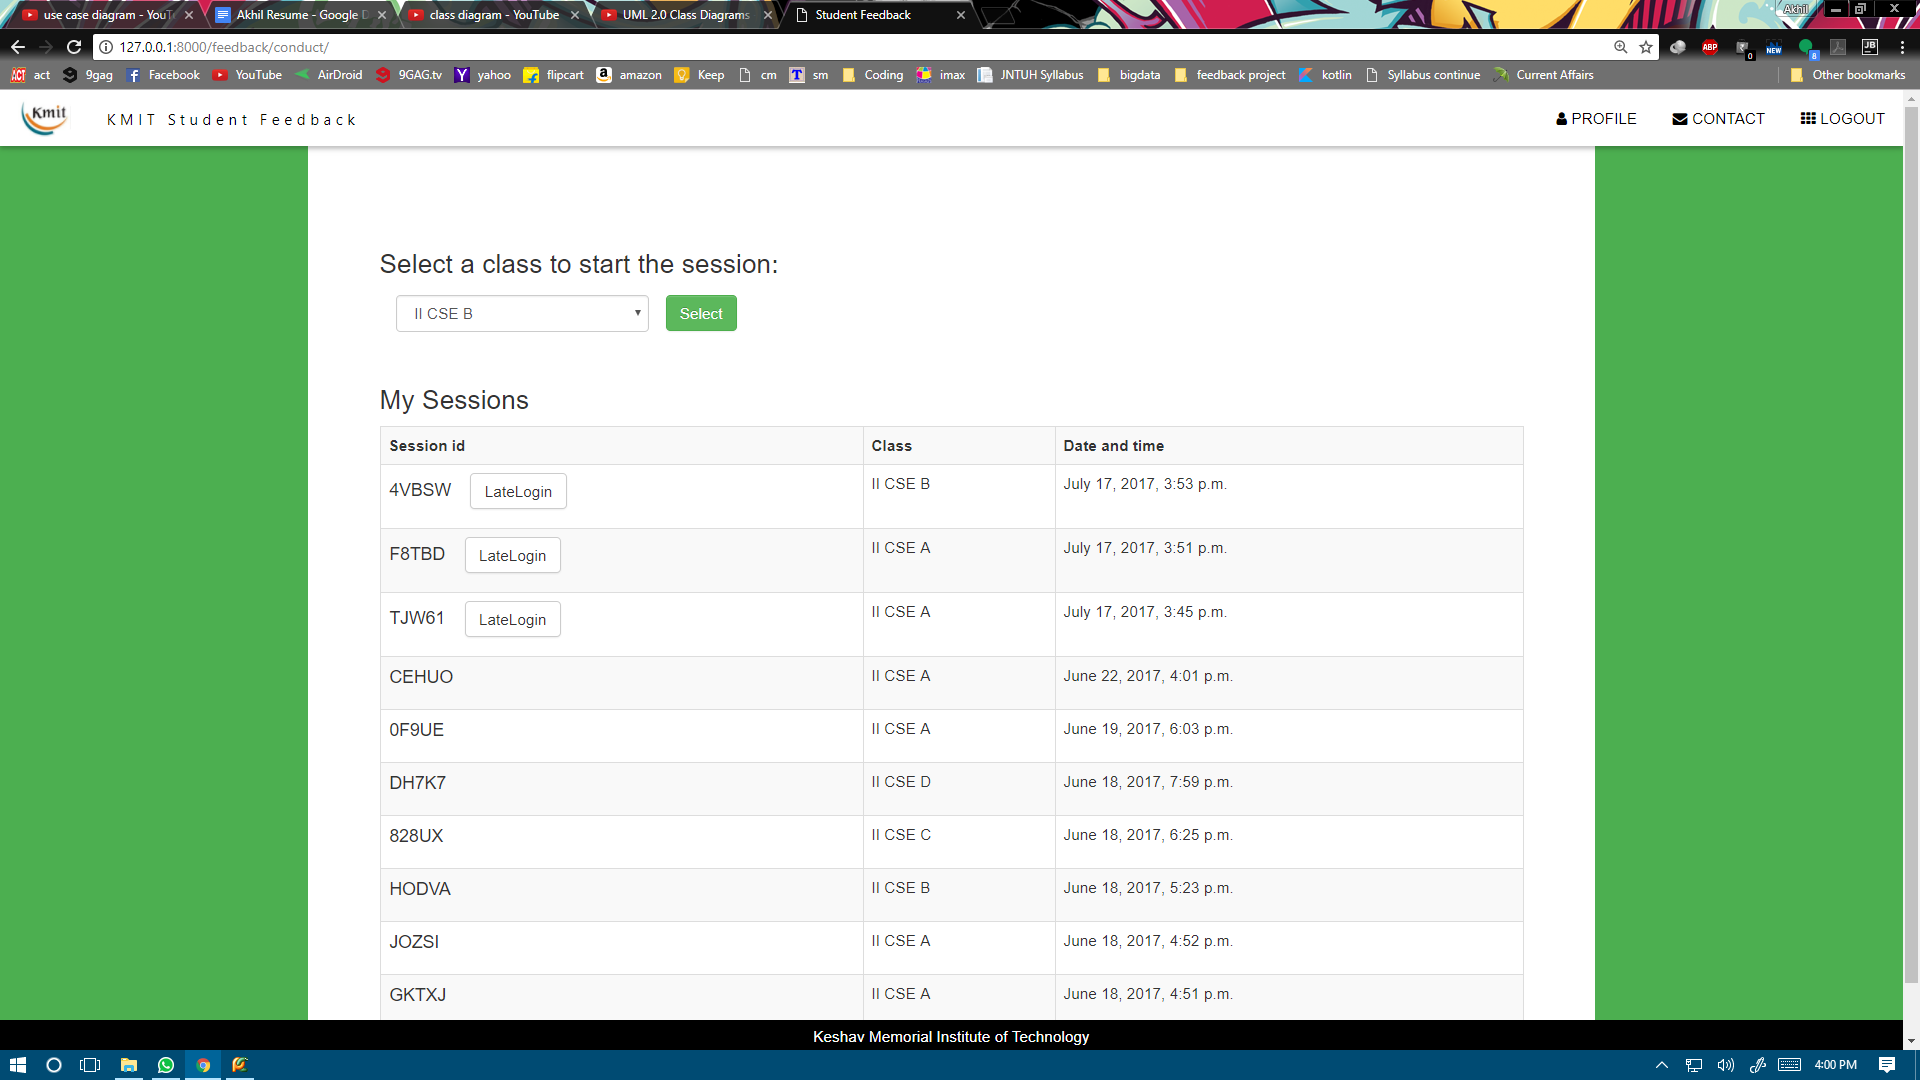 use case diagram - YouT
Akhil Resume - Google D
class diagram - YouTube
UML 2.0 Class Diagrams
Student Feedback
Akhil
127.0.0.1:8000/feedback/conduct/
ABP
0
NEW
8
JB
ACT act
9gag
Facebook
YouTube
AirDroid
9GAG.tv
yahoo
flipcart
amazon
Keep
cm
T sm
Coding
imax
JNTUH Syllabus
bigdata
feedback project
kotlin
Syllabus continue
Current Affairs
Other bookmarks
Kmit
KMIT Student Feedback
PROFILE
CONTACT
LOGOUT
Select a class to start the session:
II CSE B
Select
My Sessions
Session id Class Date and time
4VBSW LateLogin II CSE B July 17, 2017, 3:53 p.m.
F8TBD LateLogin II CSE A July 17, 2017, 3:51 p.m.
TJW61 LateLogin II CSE A July 17, 2017, 3:45 p.m.
CEHUO II CSE A June 22, 2017, 4:01 p.m.
0F9UE II CSE A June 19, 2017, 6:03 p.m.
DH7K7 II CSE D June 18, 2017, 7:59 p.m.
828UX II CSE C June 18, 2017, 6:25 p.m.
HODVA II CSE B June 18, 2017, 5:23 p.m.
JOZSI II CSE A June 18, 2017, 4:52 p.m.
GKTXJ II CSE A June 18, 2017, 4:51 p.m.
Keshav Memorial Institute of Technology
4:00 PM